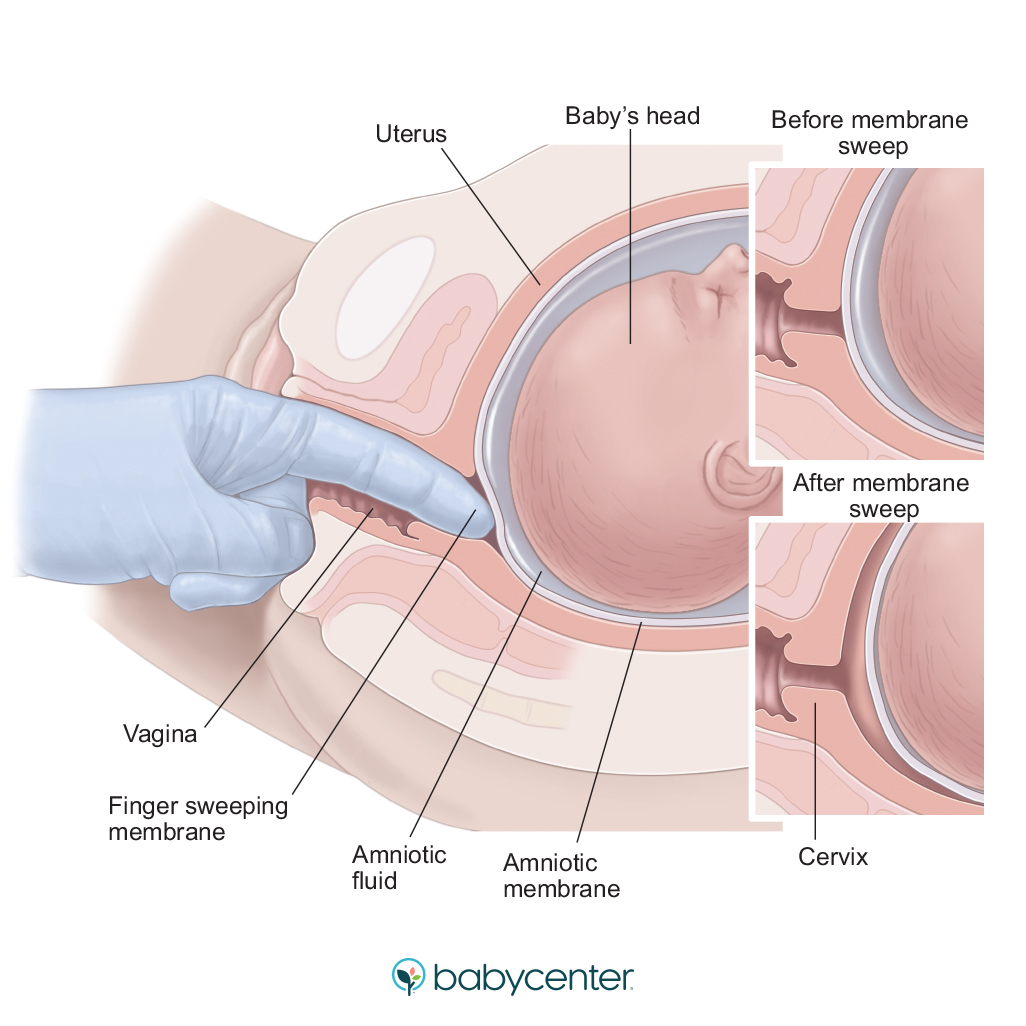 Uterus
Baby's head
Before membrane
sweep
After membrane
sweep
Vagina
Finger sweeping
membrane
Amniotic
fluid
Amniotic
membrane
Cervix
babycenter